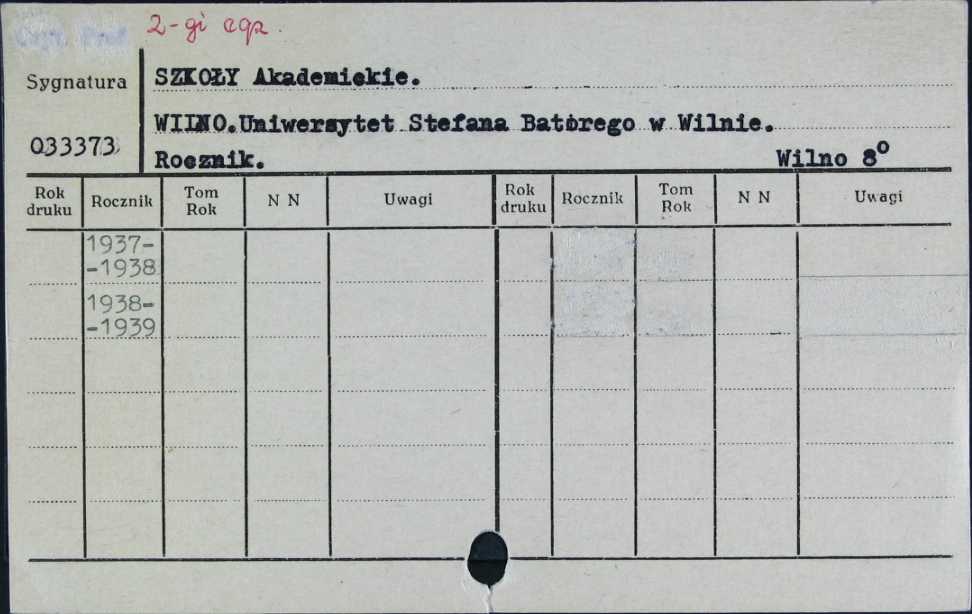 2-gi egz.
Sygnatura
SZKOŁY Akademickie.
WILNO.Uniwersytet Stefana Batorego w Wilnie.
033373
Rocznik. Wilno 8°
Rok druku Rocznik Tom Rok N N Uwagi Rok druku Rocznik Tom Rok N N Uwagi
1937-
-1938
1938-
-1939